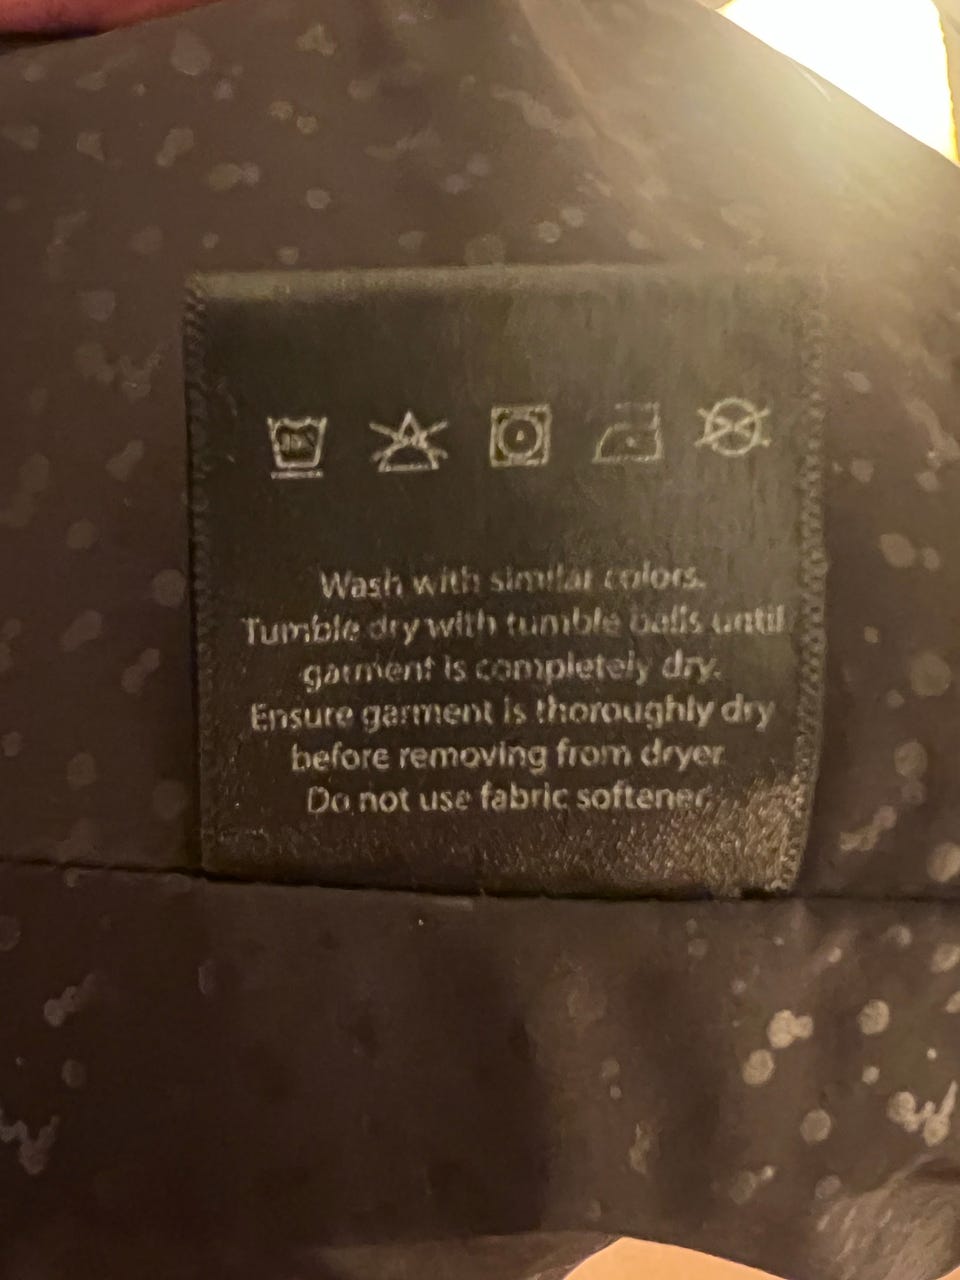 Wash with similar colors.
Tumble dry with tumble balls until
garment is completely dry.
Ensure garment is thoroughly dry
before removing from dryer.
Do not use fabric softener.